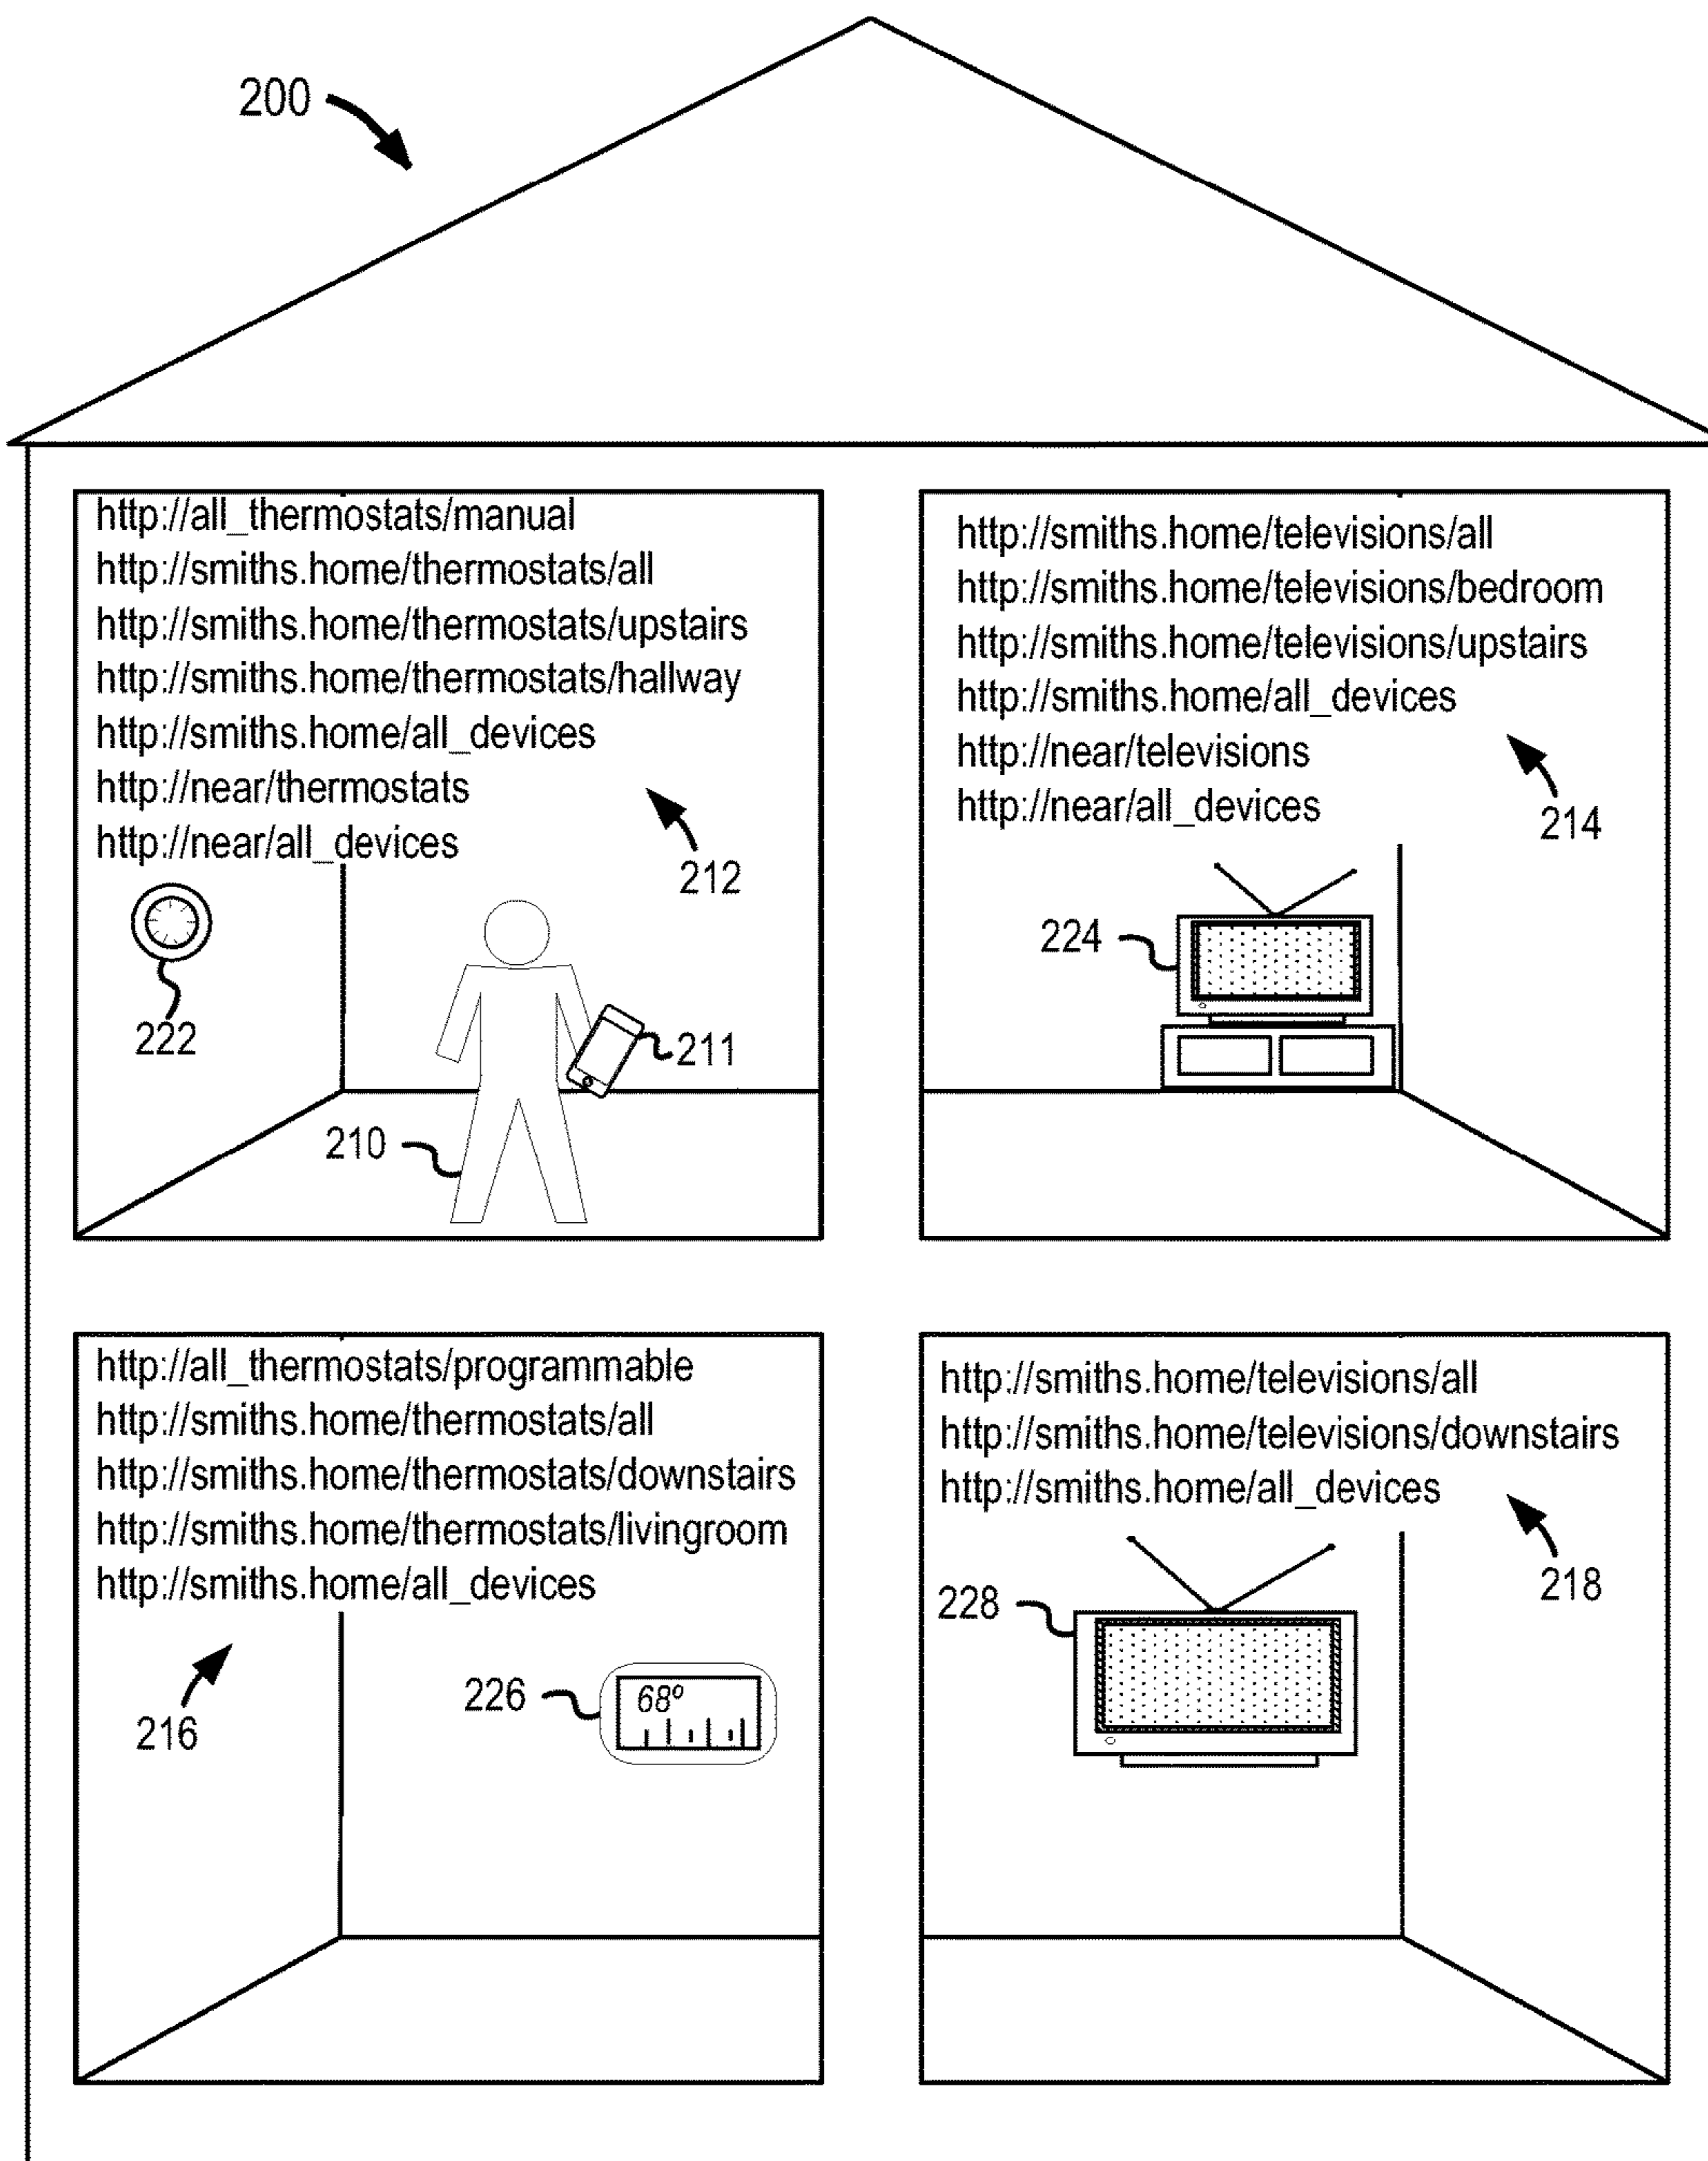 200
http://all_thermostats/manual
http://smiths.home/thermostats/all
http://smiths.home/thermostats/upstairs
http://smiths.home/thermostats/hallway
http://smiths.home/all_devices
http://near/thermostats
http://near/all_devices
212
222
211
210
http://smiths.home/televisions/all
http://smiths.home/televisions/bedroom
http://smiths.home/televisions/upstairs
http://smiths.home/all_devices
http://near/televisions
http://near/all_devices
214
224
http://all_thermostats/programmable
http://smiths.home/thermostats/all
http://smiths.home/thermostats/downstairs
http://smiths.home/thermostats/livingroom
http://smiths.home/all_devices
216
226
68º
http://smiths.home/televisions/all
http://smiths.home/televisions/downstairs
http://smiths.home/all_devices
218
228